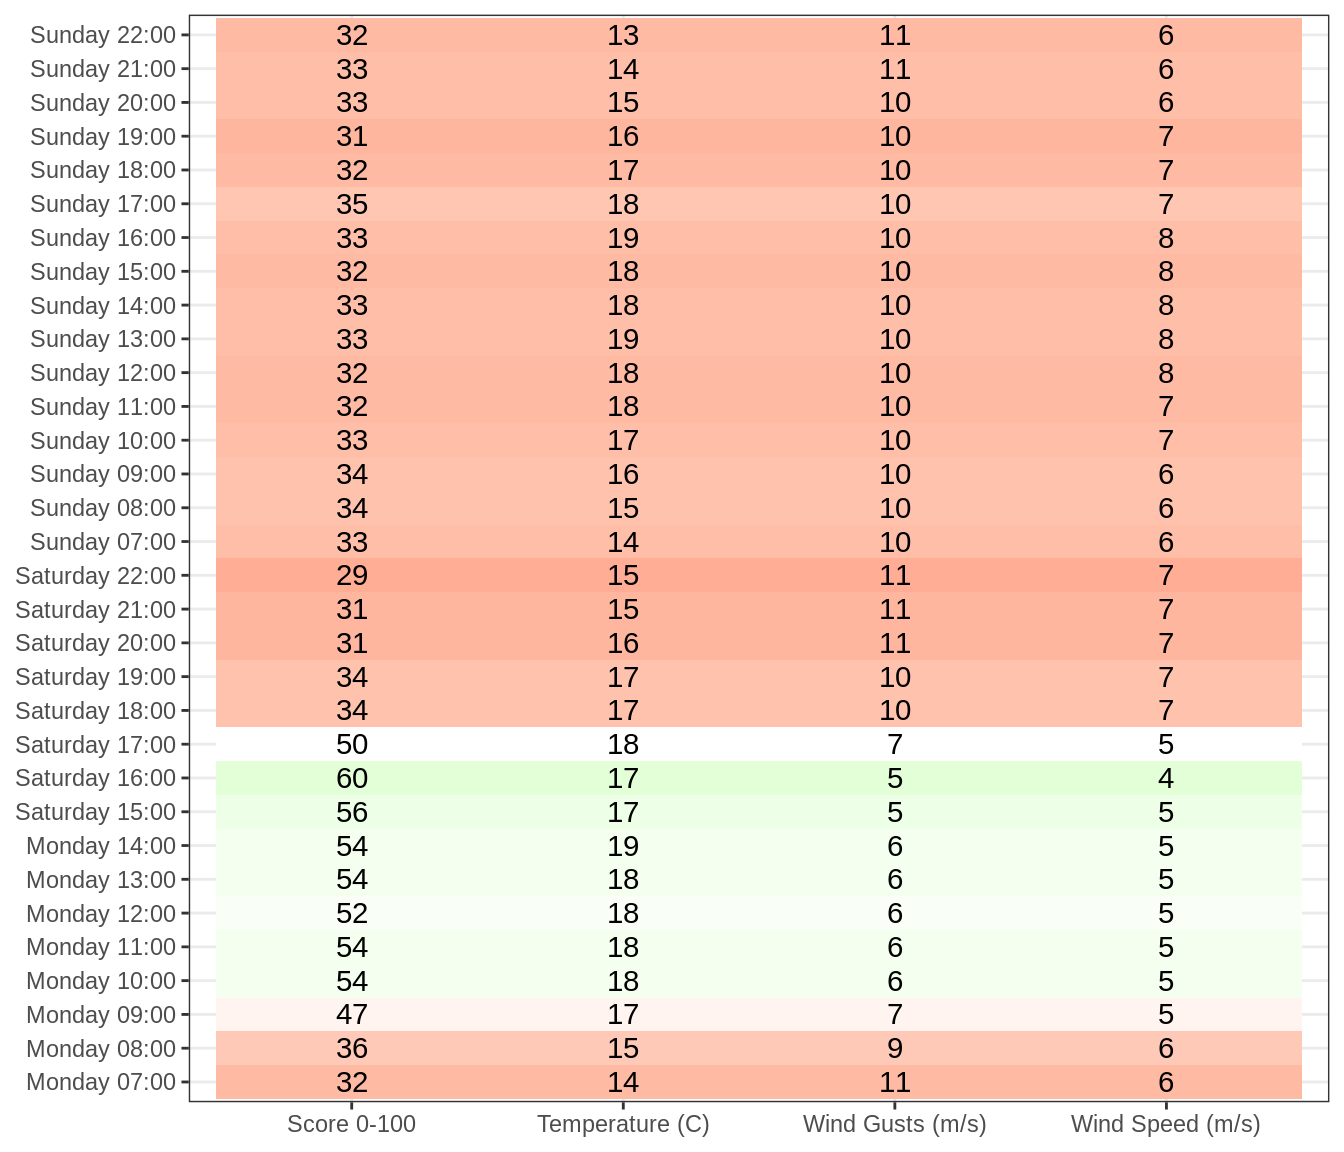 Sunday 22:00 32 13 11 6
Sunday 21:00 33 14 11 6
Sunday 20:00 33 15 10 6
Sunday 19:00 31 16 10 7
Sunday 18:00 32 17 10 7
Sunday 17:00 35 18 10 7
Sunday 16:00 33 19 10 8
Sunday 15:00 32 18 10 8
Sunday 14:00 33 18 10 8
Sunday 13:00 33 19 10 8
Sunday 12:00 32 18 10 8
Sunday 11:00 32 18 10 7
Sunday 10:00 33 17 10 7
Sunday 09:00 34 16 10 6
Sunday 08:00 34 15 10 6
Sunday 07:00 33 14 10 6
Saturday 22:00 29 15 11 7
Saturday 21:00 31 15 11 7
Saturday 20:00 31 16 11 7
Saturday 19:00 34 17 10 7
Saturday 18:00 34 17 10 7
Saturday 17:00 50 18 7 5
Saturday 16:00 60 17 5 4
Saturday 15:00 56 17 5 5
Monday 14:00 54 19 6 5
Monday 13:00 54 18 6 5
Monday 12:00 52 18 6 5
Monday 11:00 54 18 6 5
Monday 10:00 54 18 6 5
Monday 09:00 47 17 7 5
Monday 08:00 36 15 9 6
Monday 07:00 32 14 11 6
Score 0-100 Temperature (C) Wind Gusts (m/s) Wind Speed (m/s)